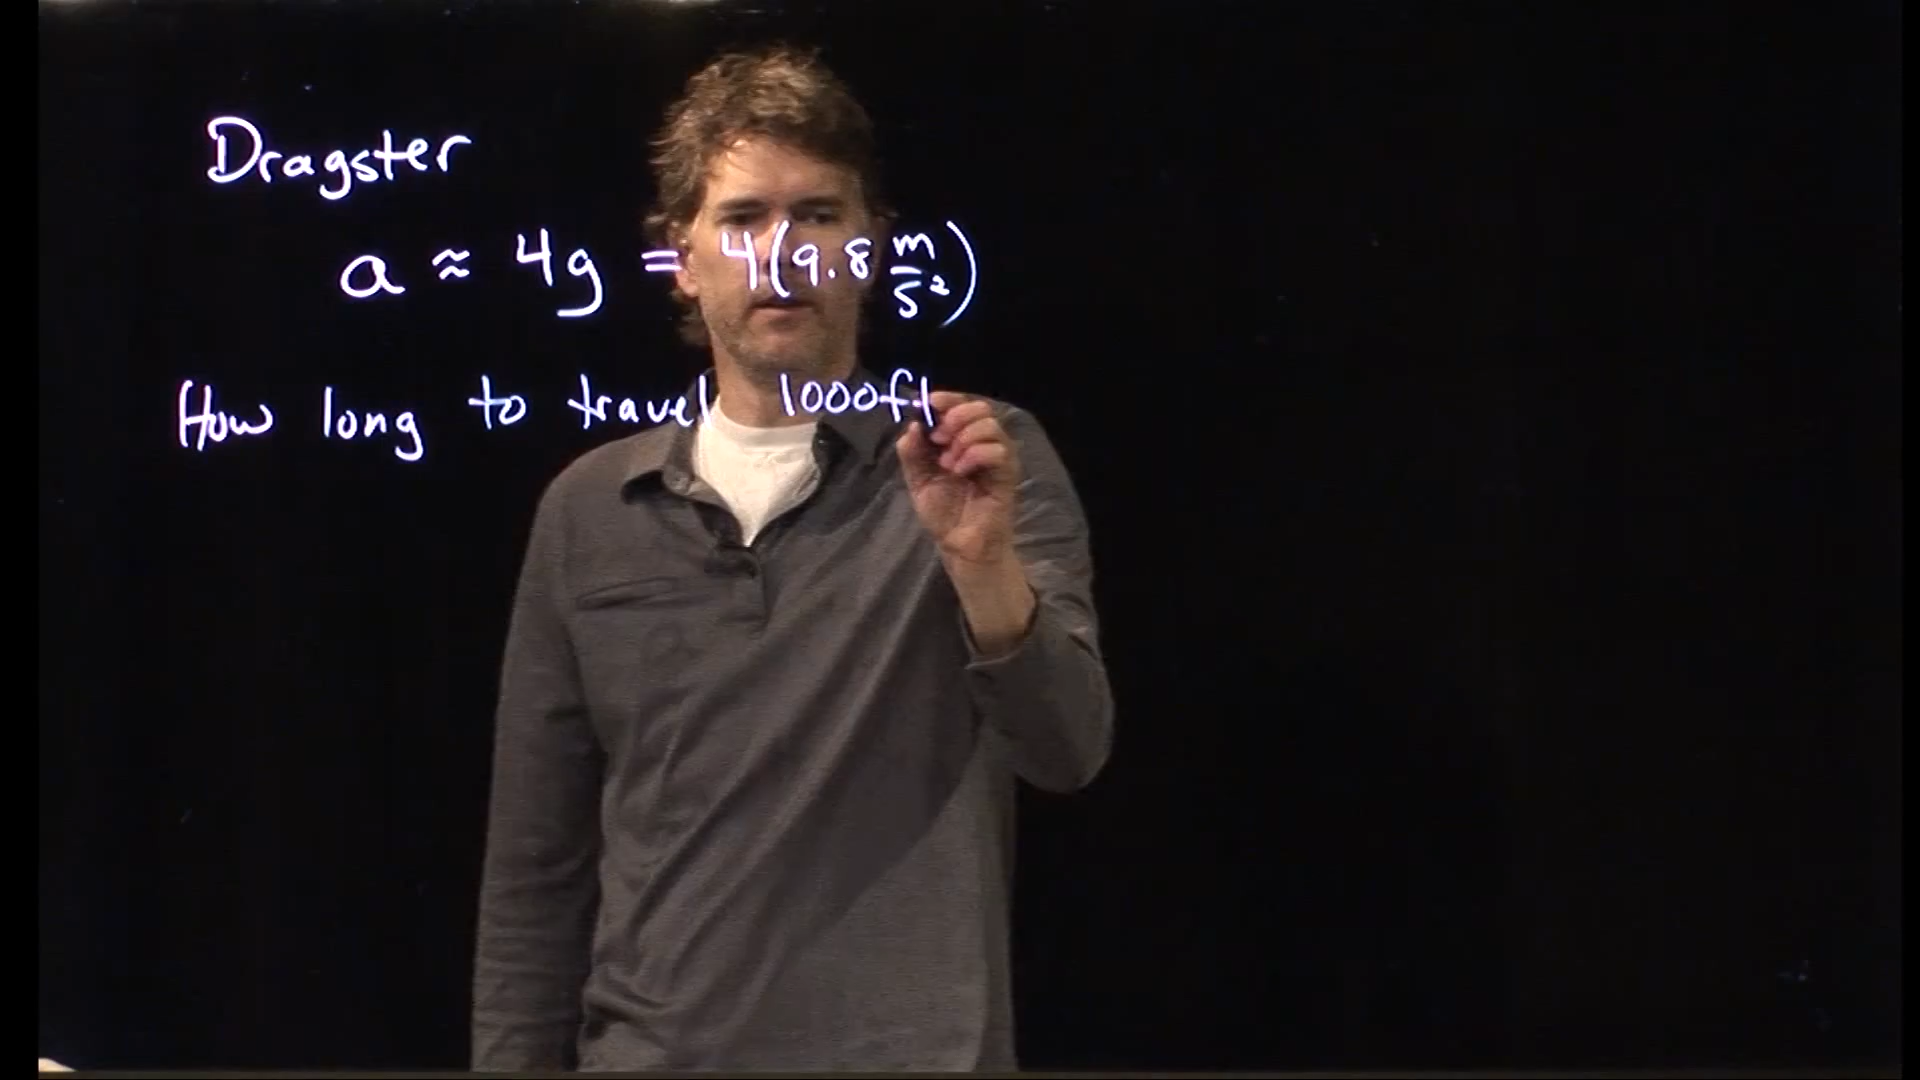 Dragster
a ≈ 4g = 4(9.8 m/s²)
How long to travel 1000ft